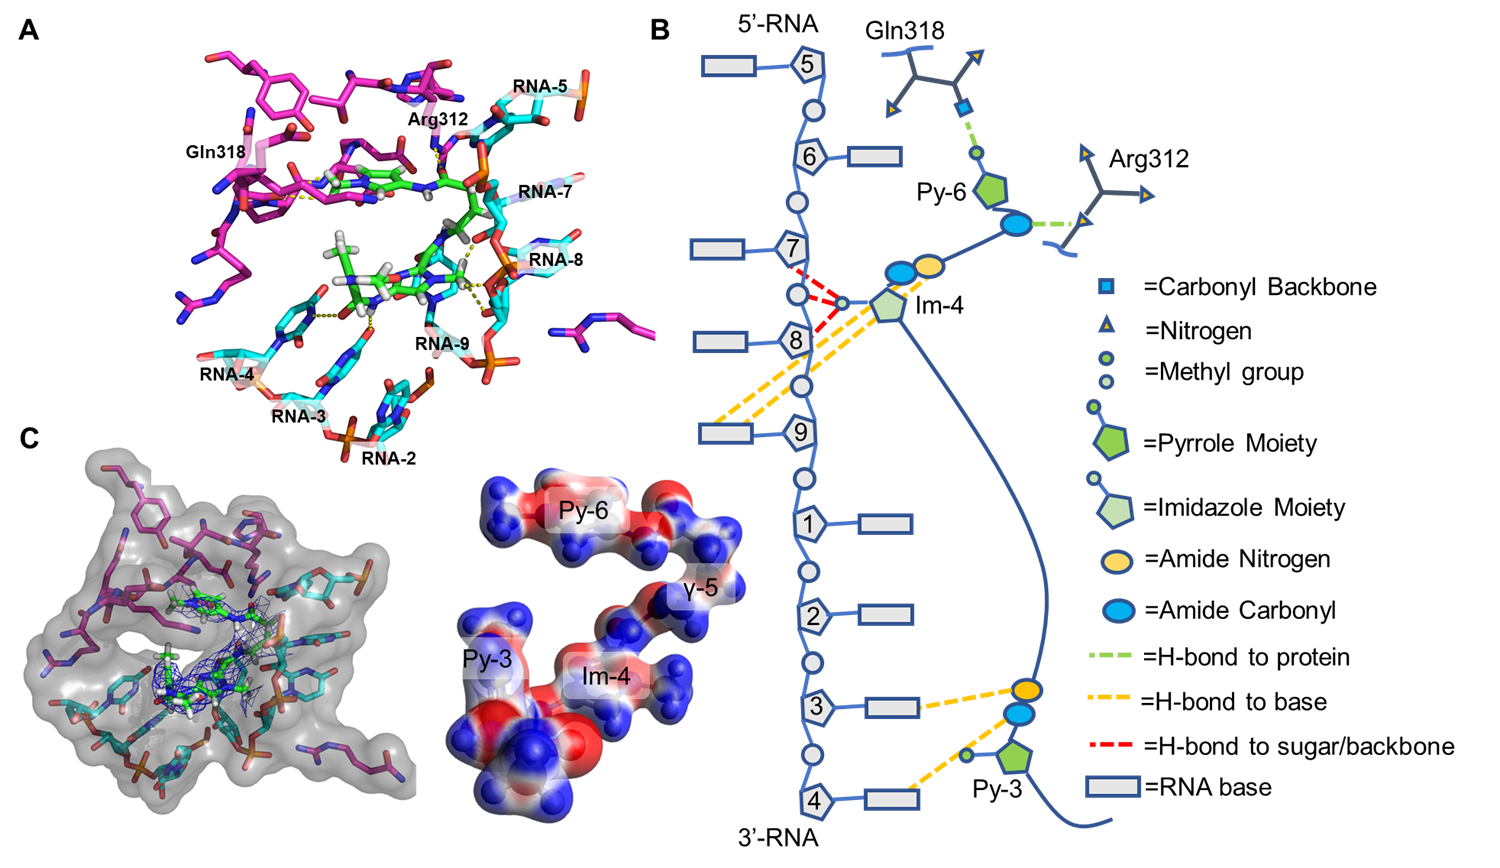 A
RNA-5
Arg312
Gln318
RNA-7
RNA-8
RNA-9
RNA-4
RNA-3
RNA-2
B
5’-RNA
Gln318
5
6
Arg312
Py-6
7
Im-4
8
9
1
2
3
4
Py-3
3’-RNA
=Carbonyl Backbone
=Nitrogen
=Methyl group
=Pyrrole Moiety
=Imidazole Moiety
=Amide Nitrogen
=Amide Carbonyl
=H-bond to protein
=H-bond to base
=H-bond to sugar/backbone
=RNA base
C
Py-6
γ-5
Py-3
Im-4